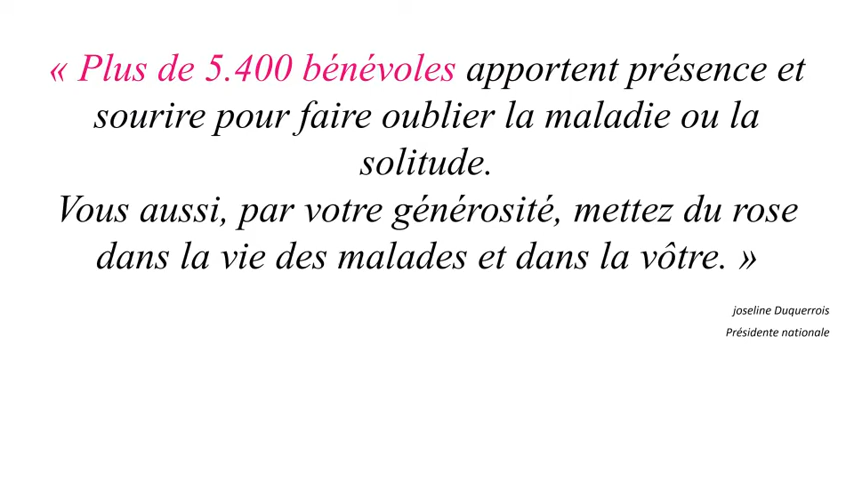 « Plus de 5.400 bénévoles apportent présence et
sourire pour faire oublier la maladie ou la
solitude.
Vous aussi, par votre générosité, mettez du rose
dans la vie des malades et dans la vôtre. »
joseline Duquerrois
Présidente nationale